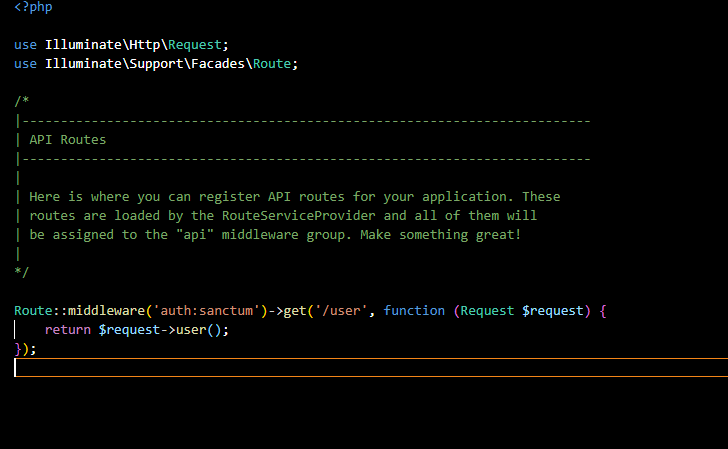 <?php
use Illuminate\Http\Request;
use Illuminate\Support\Facades\Route;
/*
|--------------------------------------------------------------------------
| API Routes
|--------------------------------------------------------------------------
|
| Here is where you can register API routes for your application. These
| routes are loaded by the RouteServiceProvider and all of them will
| be assigned to the "api" middleware group. Make something great!
|
*/
Route::middleware('auth:sanctum')->get('/user', function (Request $request) {
    return $request->user();
});